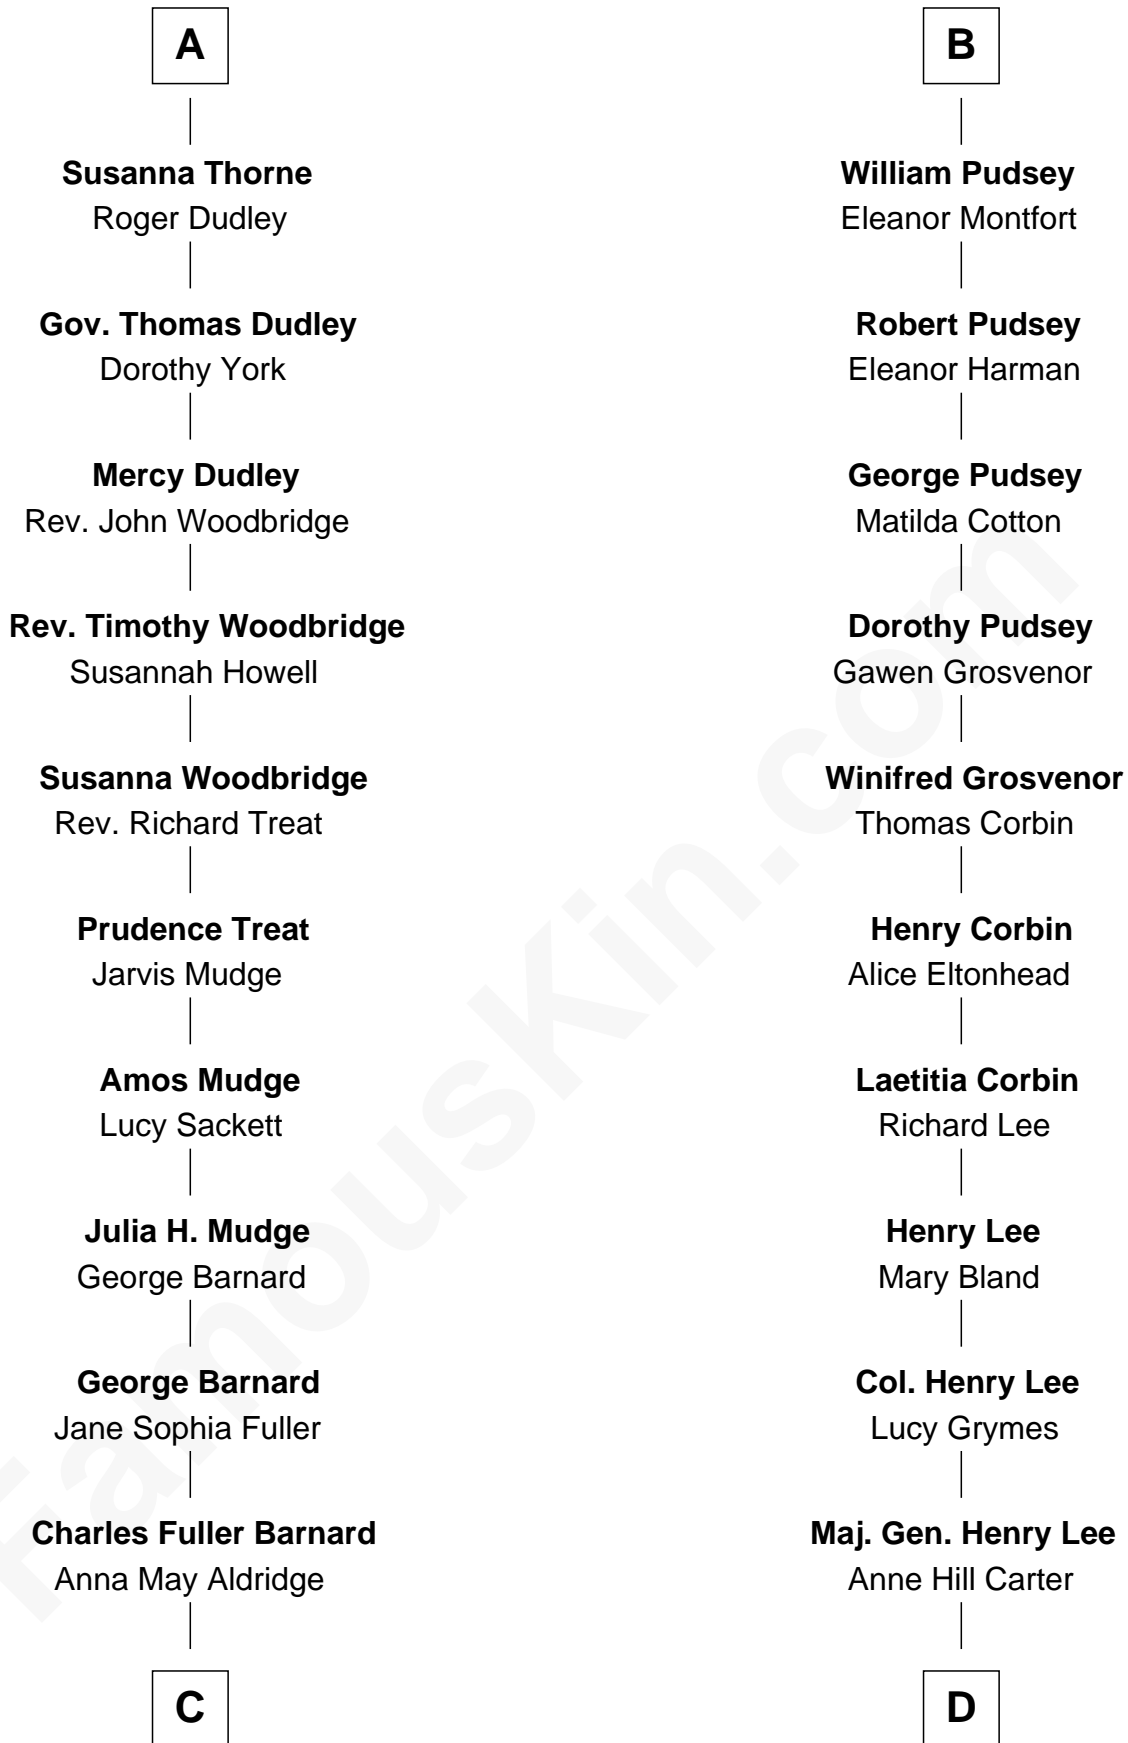 A
Susanna Thorne
Roger Dudley
Gov. Thomas Dudley
Dorothy York
Mercy Dudley
Rev. John Woodbridge
Rev. Timothy Woodbridge
Susannah Howell
Susanna Woodbridge
Rev. Richard Treat
Prudence Treat
Jarvis Mudge
Amos Mudge
Lucy Sackett
Julia H. Mudge
George Barnard
George Barnard
Jane Sophia Fuller
Charles Fuller Barnard
Anna May Aldridge
C
B
William Pudsey
Eleanor Montfort
Robert Pudsey
Eleanor Harman
George Pudsey
Matilda Cotton
Dorothy Pudsey
Gawen Grosvenor
Winifred Grosvenor
Thomas Corbin
Henry Corbin
Alice Eltonhead
Laetitia Corbin
Richard Lee
Henry Lee
Mary Bland
Col. Henry Lee
Lucy Grymes
Maj. Gen. Henry Lee
Anne Hill Carter
D
FamousKin.com